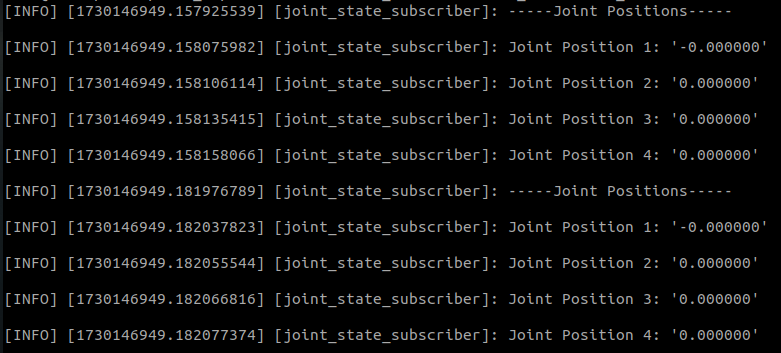 [INFO] [1730146949.157925539] [joint_state_subscriber]: -----Joint Positions-----
[INFO] [1730146949.158075982] [joint_state_subscriber]: Joint Position 1: '-0.000000'
[INFO] [1730146949.158106114] [joint_state_subscriber]: Joint Position 2: '0.000000'
[INFO] [1730146949.158135415] [joint_state_subscriber]: Joint Position 3: '0.000000'
[INFO] [1730146949.158158066] [joint_state_subscriber]: Joint Position 4: '0.000000'
[INFO] [1730146949.181976789] [joint_state_subscriber]: -----Joint Positions-----
[INFO] [1730146949.182037823] [joint_state_subscriber]: Joint Position 1: '-0.000000'
[INFO] [1730146949.182055544] [joint_state_subscriber]: Joint Position 2: '0.000000'
[INFO] [1730146949.182066816] [joint_state_subscriber]: Joint Position 3: '0.000000'
[INFO] [1730146949.182077374] [joint_state_subscriber]: Joint Position 4: '0.000000'